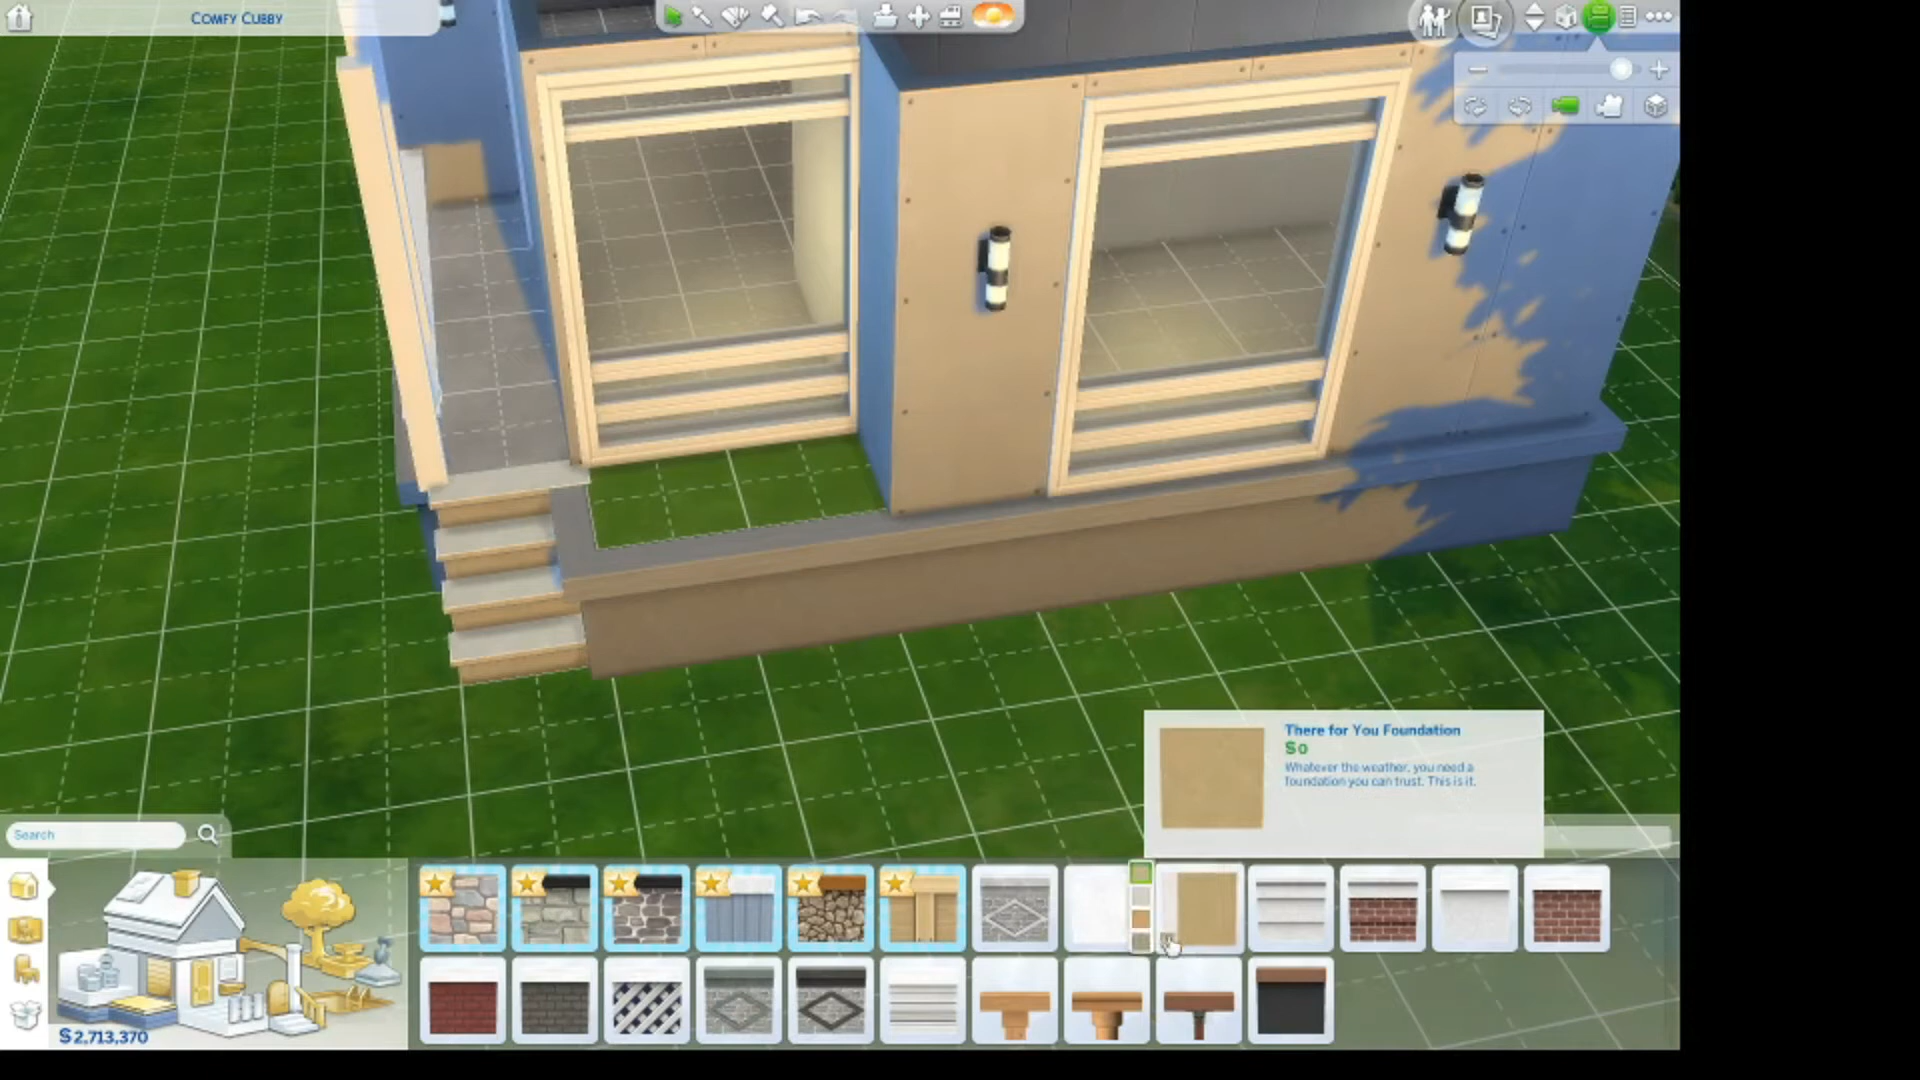 Comfy Cubby
There for You Foundation
$0
Whatever the weather, you need a
foundation you can trust. This is it.
Search
$2,713,370